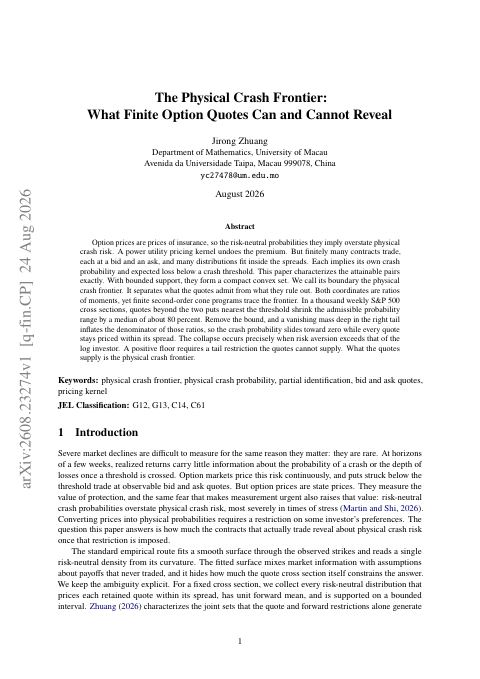 The Physical Crash Frontier:
What Finite Option Quotes Can and Cannot Reveal
Jirong Zhuang
Department of Mathematics, University of Macau
Avenida da Universidade Taipa, Macau 999078, China
yc27478@um.edu.mo
August 2026
Abstract
Option prices are prices of insurance, so the risk-neutral probabilities they imply overstate physical
crash risk. A power utility pricing kernel undoes the premium. But finitely many contracts trade,
each at a bid and an ask, and many distributions fit inside the spreads. Each implies its own crash
probability and expected loss below a crash threshold. This paper characterizes the attainable pairs
exactly. With bounded support, they form a compact convex set. We call its boundary the physical
crash frontier. It separates what the quotes admit from what they rule out. Both coordinates are ratios
of moments, yet finite second-order cone programs trace the frontier. In a thousand weekly S&P 500
cross sections, quotes beyond the two puts nearest the threshold shrink the admissible probability
range by a median of about 80 percent. Remove the bound, and a vanishing mass deep in the right tail
inflates the denominator of those ratios, so the crash probability slides toward zero while every quote
stays priced within its spread. The collapse occurs precisely when risk aversion exceeds that of the
log investor. A positive floor requires a tail restriction the quotes cannot supply. What the quotes
supply is the physical crash frontier.
Keywords: physical crash frontier, physical crash probability, partial identification, bid and ask quotes,
pricing kernel
JEL Classification: G12, G13, C14, C61
1 Introduction
Severe market declines are difficult to measure for the same reason they matter: they are rare. At horizons
of a few weeks, realized returns carry little information about the probability of a crash or the depth of
losses once a threshold is crossed. Option markets price this risk continuously, and puts struck below the
threshold trade at observable bid and ask quotes. But option prices are state prices. They measure the
value of protection, and the same fear that makes measurement urgent also raises that value: risk-neutral
crash probabilities overstate physical crash risk, most severely in times of stress (Martin and Shi, 2026).
Converting prices into physical probabilities requires a restriction on some investor's preferences. The
question this paper answers is how much the contracts that actually trade reveal about physical crash risk
once that restriction is imposed.
The standard empirical route fits a smooth surface through the observed strikes and reads a single
risk-neutral density from its curvature. The fitted surface mixes market information with assumptions
about payoffs that never traded, and it hides how much the quote cross section itself constrains the answer.
We keep the ambiguity explicit. For a fixed cross section, we collect every risk-neutral distribution that
prices each retained quote within its spread, has unit forward mean, and is supported on a bounded
interval. Zhuang (2026) characterizes the joint sets that the quote and forward restrictions alone generate
1
arXiv:2608.23274v1 [q-fin.CP] 24 Aug 2026